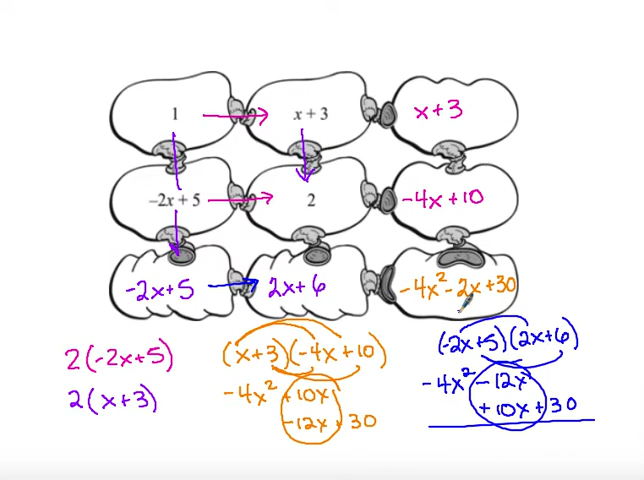 1 x+3 x+3
-2x+5 2 -4x+10
-2x+5 2x+6 -4x²-2x+30
2(-2x+5) (x+3)(-4x+10) (-2x+5)(2x+6)
2(x+3) -4x² +10x -4x² -12x
-12x+30 +10x+30